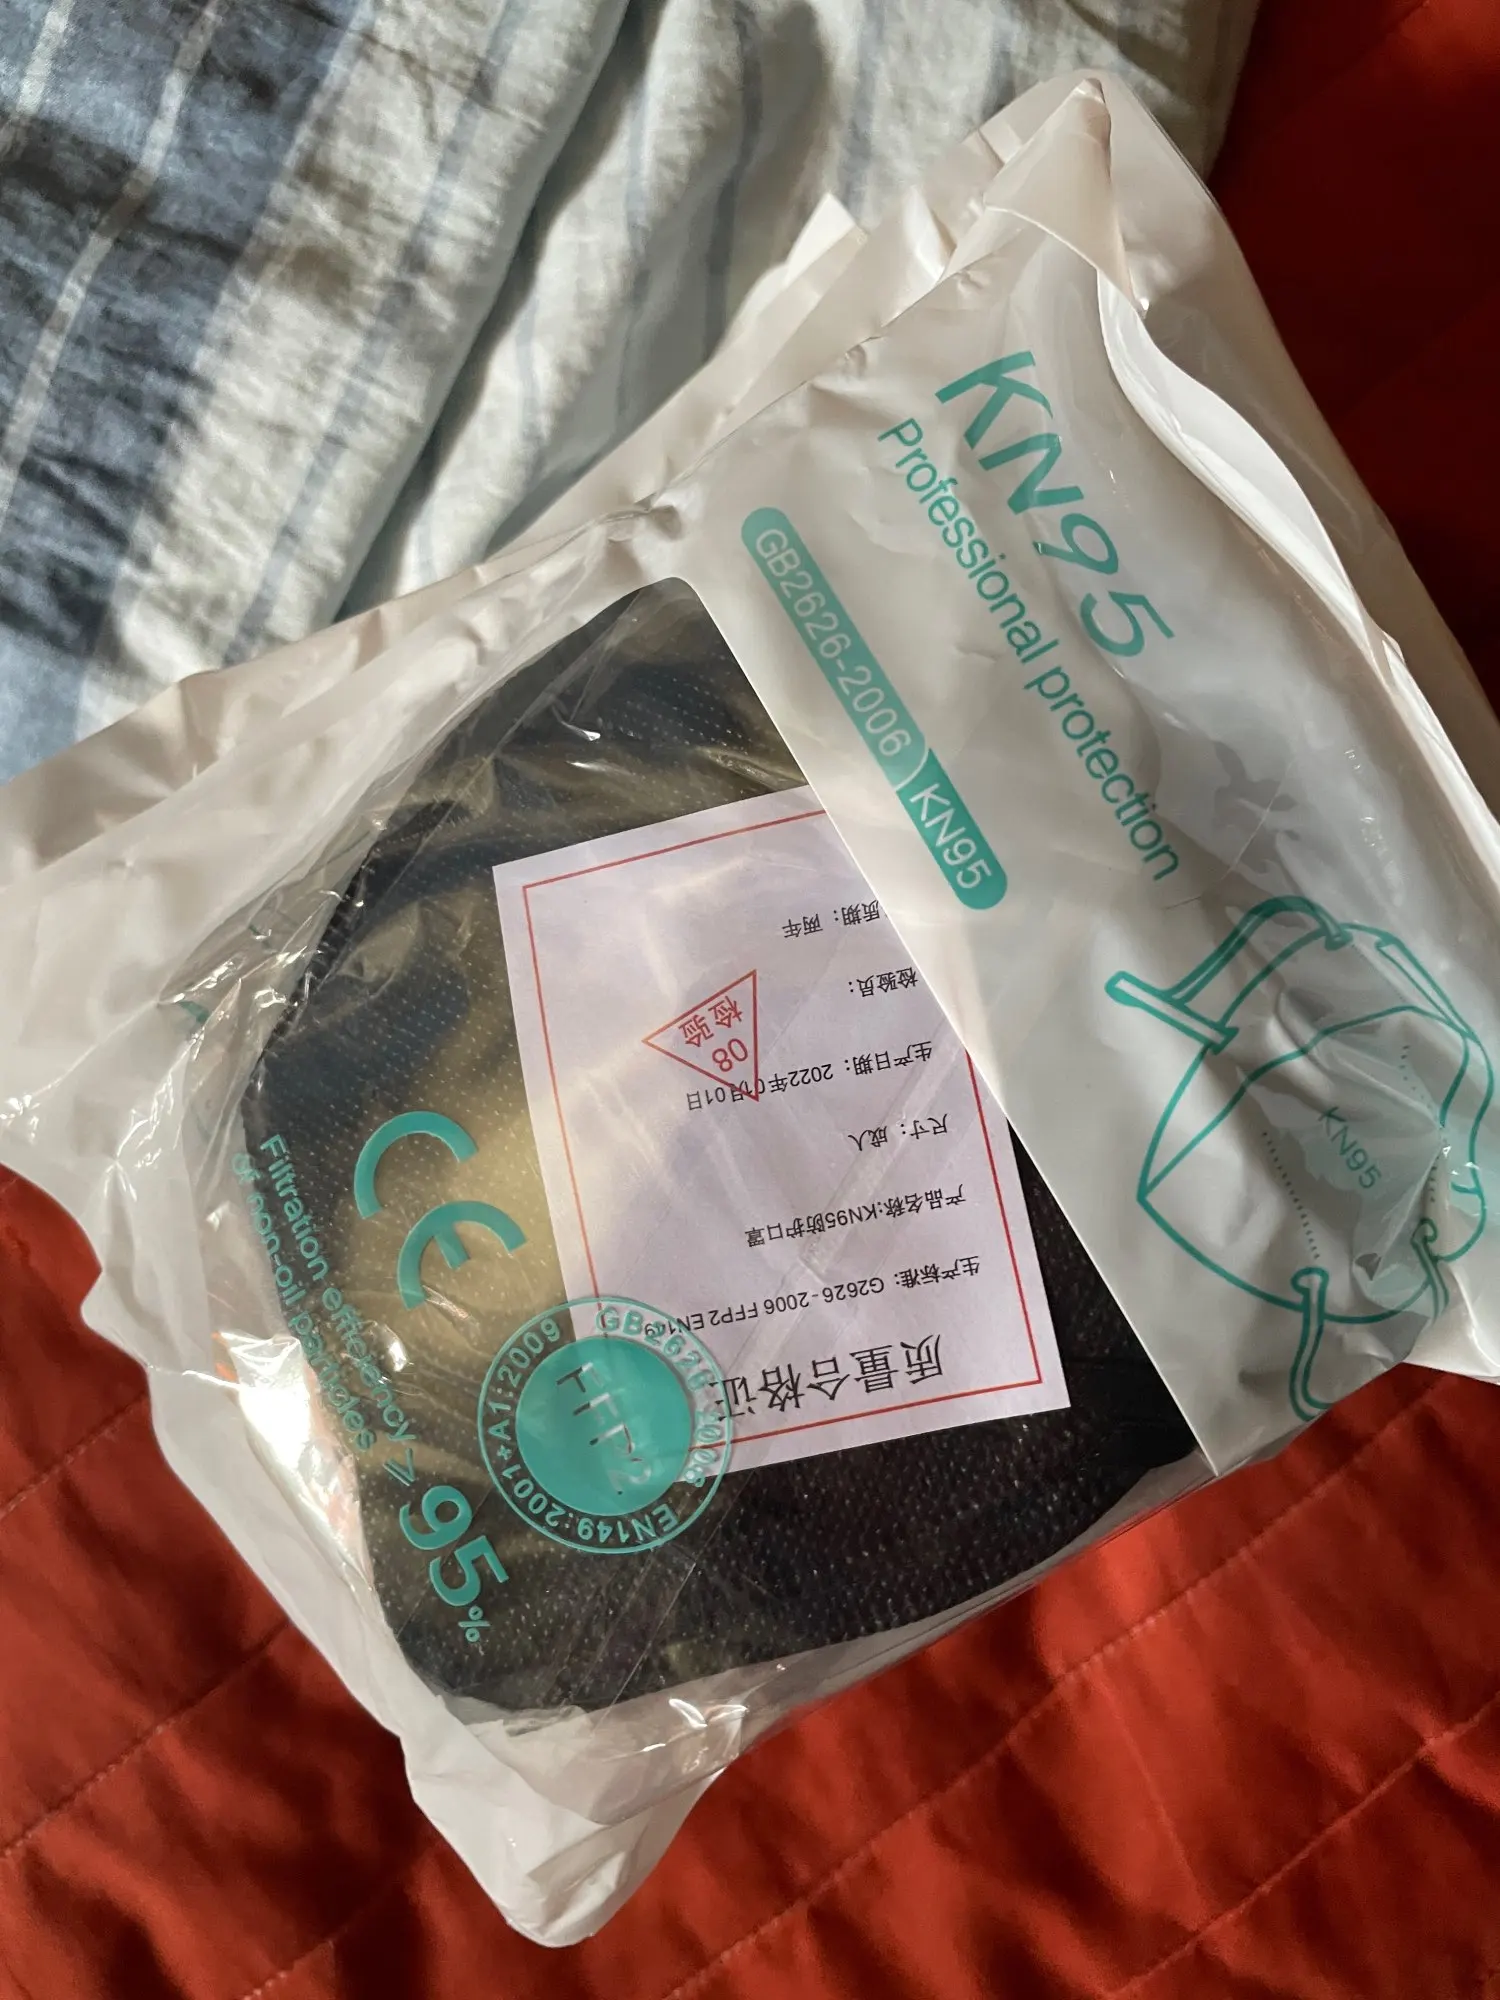 KN95
Professional protection
GB2626-2006 KN95
KN95
质量合格证
生产标准: G2626-2006 FFP2 EN149
产品名称:KN95防护口罩
尺寸: 成人
生产日期: 2022年01月01日
检验员:
质期: 两年
检验
08
CE
Filtration efficiency ≥ 95%
of non-oil particles
GB2626-2006 EN149:2001+A1:2009
FFP2